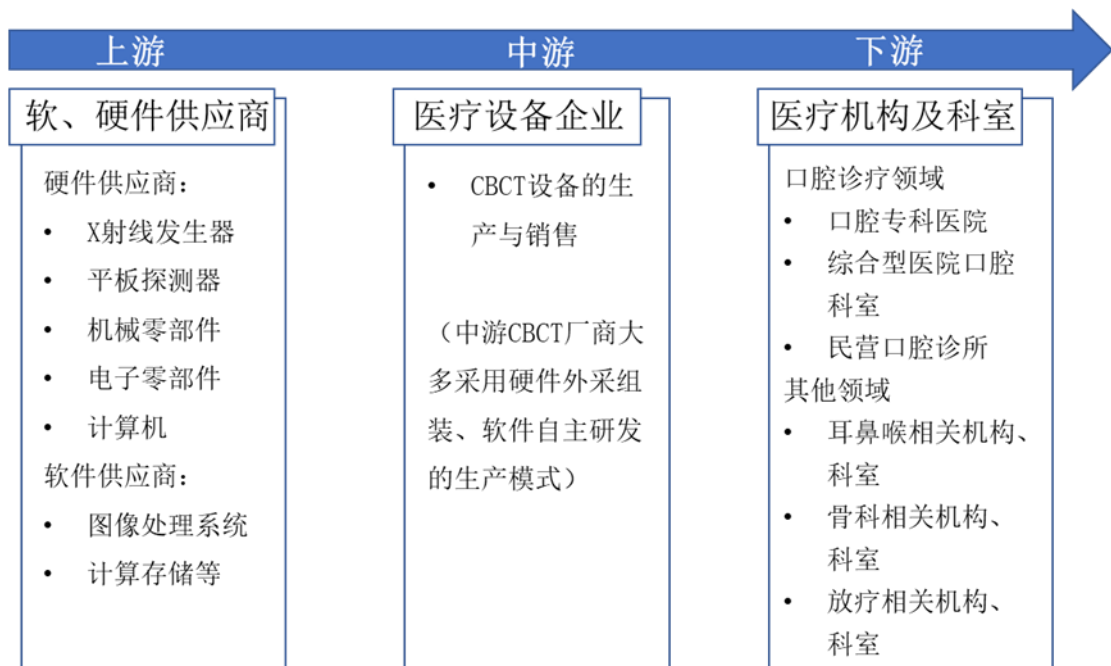 上游
中游
下游
软、硬件供应商
硬件供应商：
• X射线发生器
• 平板探测器
• 机械零部件
• 电子零部件
• 计算机
软件供应商：
• 图像处理系统
• 计算存储等
医疗设备企业
• CBCT设备的生
产与销售
（中游CBCT厂商大
多采用硬件外采组
装、软件自主研发
的生产模式）
医疗机构及科室
口腔诊疗领域
• 口腔专科医院
• 综合型医院口腔
科室
• 民营口腔诊所
其他领域
• 耳鼻喉相关机构、
科室
• 骨科相关机构、
科室
• 放疗相关机构、
科室